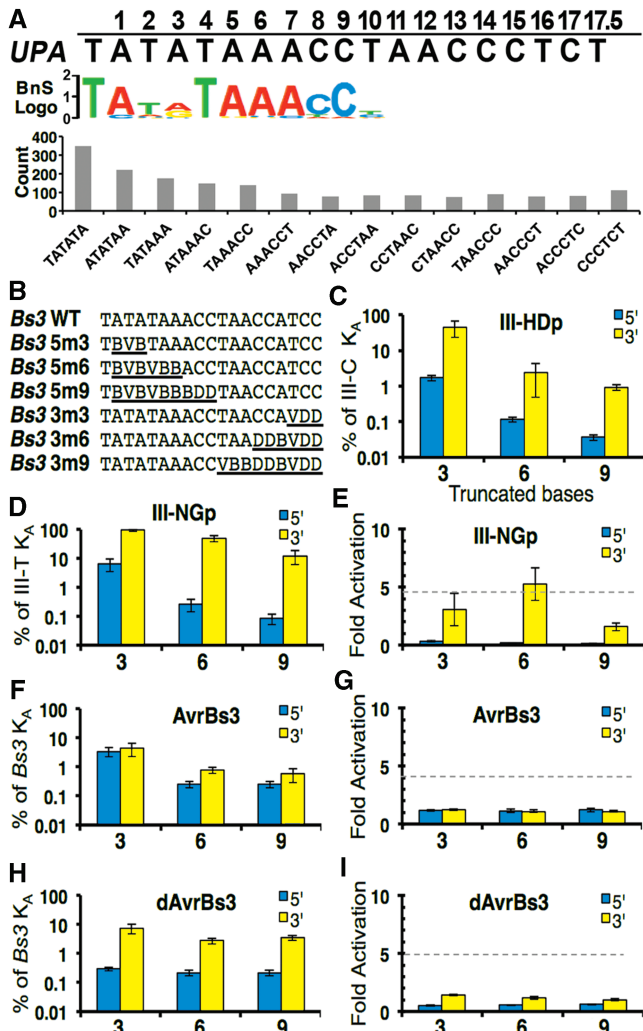 A
1 2 3 4 5 6 7 8 9 10 11 12 13 14 15 16 17 17.5
UPA TATATAAACCTAACCCTCT
BnS Logo
2
1
0
TATATAAACC
Count
400
300
200
100
0
TATATA ATATAA TATAAA ATAAAC TAAACC AAACCT AACCTA ACCTAA CCTAAC CTAACC TAACCC AACCCT ACCCTC CCCTCT
B
Bs3 WT TATATAAACCTAACCATCC
Bs3 5m3 TBVBTAAACCTAACCATCC
Bs3 5m6 TBVBVBBACCTAACCATCC
Bs3 5m9 TBVBVBBBDDTAACCATCC
Bs3 3m3 TATATAAACCTAACCAVDD
Bs3 3m6 TATATAAACCTAADDBVDD
Bs3 3m9 TATATAAACCVBBDDBVDD
C
III-HDp
5'
3'
% of III-C KA
100
10
1
0.1
0.01
3 6 9
Truncated bases
D
III-NGp
5'
3'
% of III-T KA
100
10
1
0.1
0.01
3 6 9
E
III-NGp
5'
3'
Fold Activation
10
5
0
3 6 9
F
AvrBs3
5'
3'
% of Bs3 KA
100
10
1
0.1
0.01
3 6 9
G
AvrBs3
5'
3'
Fold Activation
10
5
0
3 6 9
H
dAvrBs3
5'
3'
% of Bs3 KA
100
10
1
0.1
0.01
3 6 9
I
dAvrBs3
5'
3'
Fold Activation
10
5
0
3 6 9